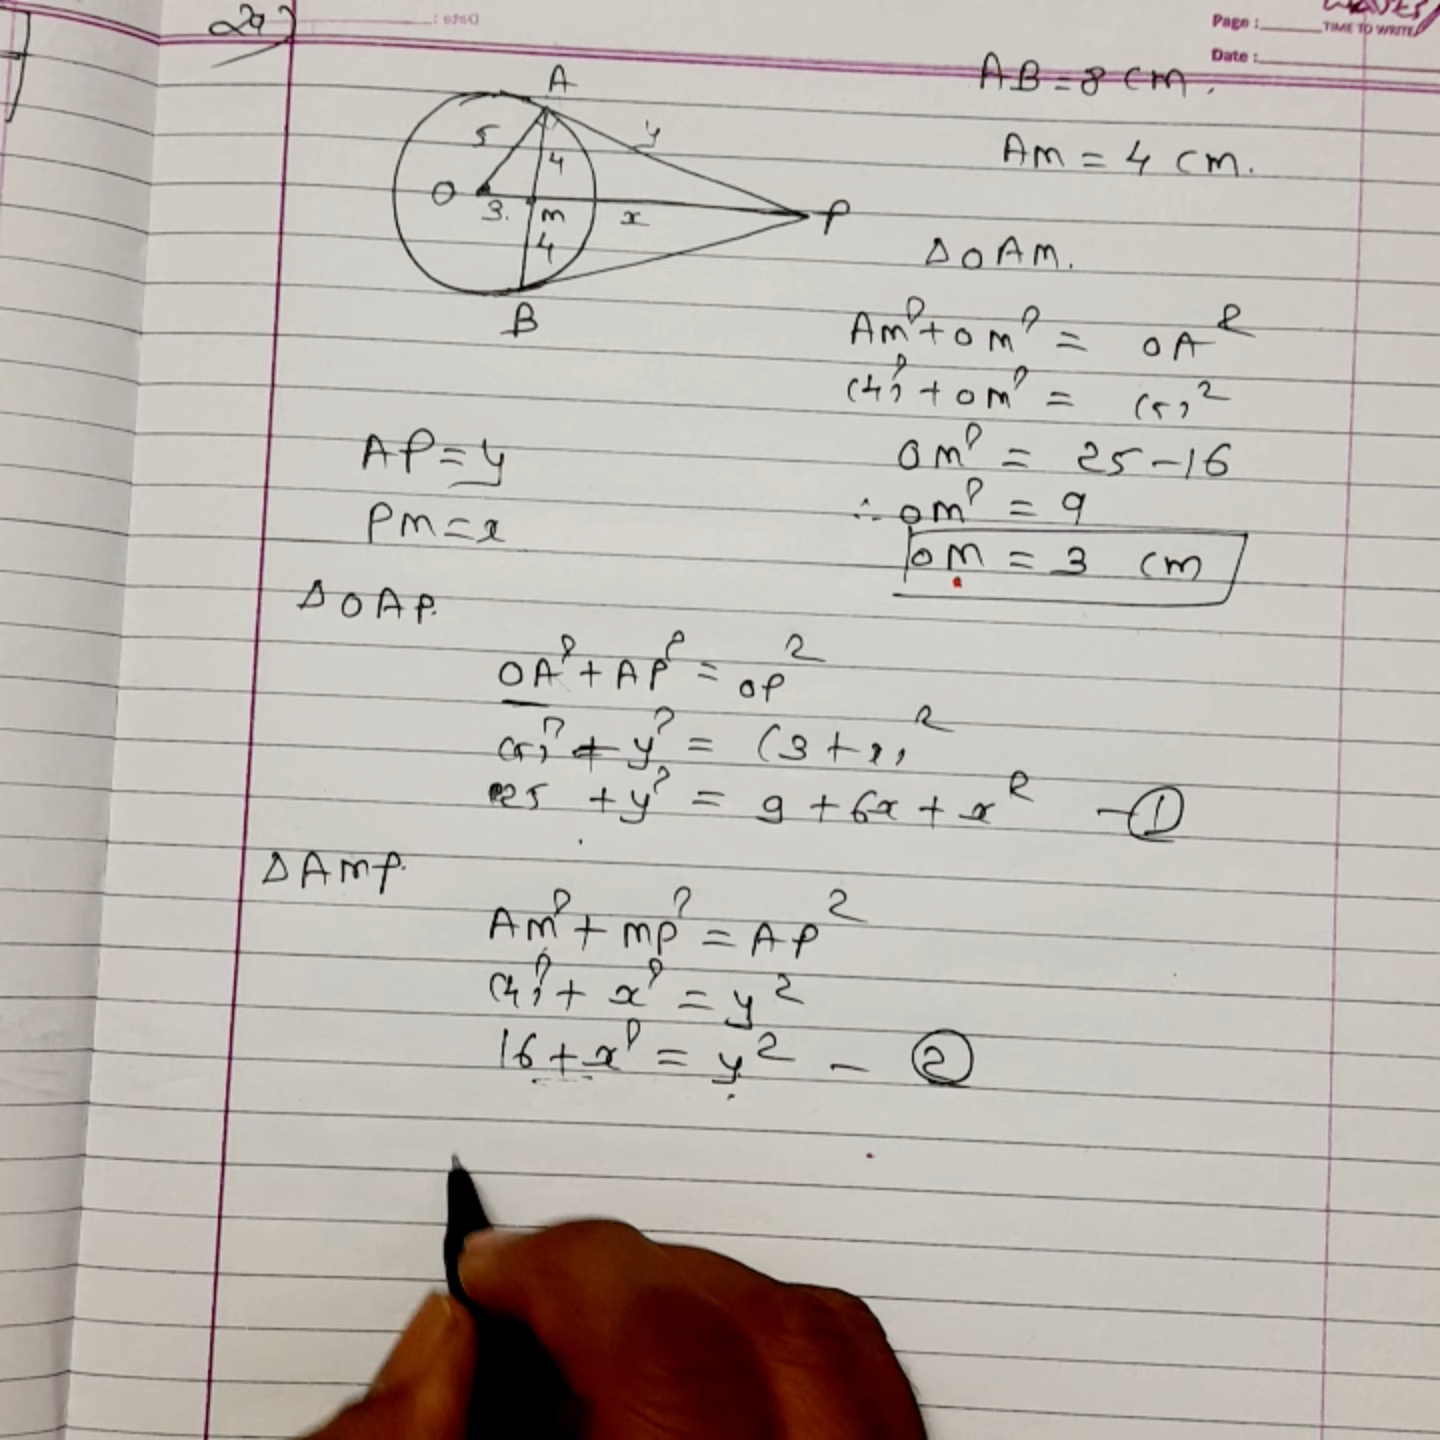 29)
Page :
TIME TO WRITE
Date :
AB = 8 cm.
Am = 4 cm.
A
5
y
4
O
3.
m
x
P
4
B
ΔOAm.
Am² + om² = OA²
(4)² + om² = (5)²
om² = 25 - 16
∴ om² = 9
om = 3 cm
AP = y
PM = x
ΔOAP.
OA² + AP² = OP²
(5)² + y² = (3 + x)²
25 + y² = 9 + 6x + x² - ①
ΔAMP.
Am² + mp² = AP²
(4)² + x² = y²
16 + x² = y² - ②